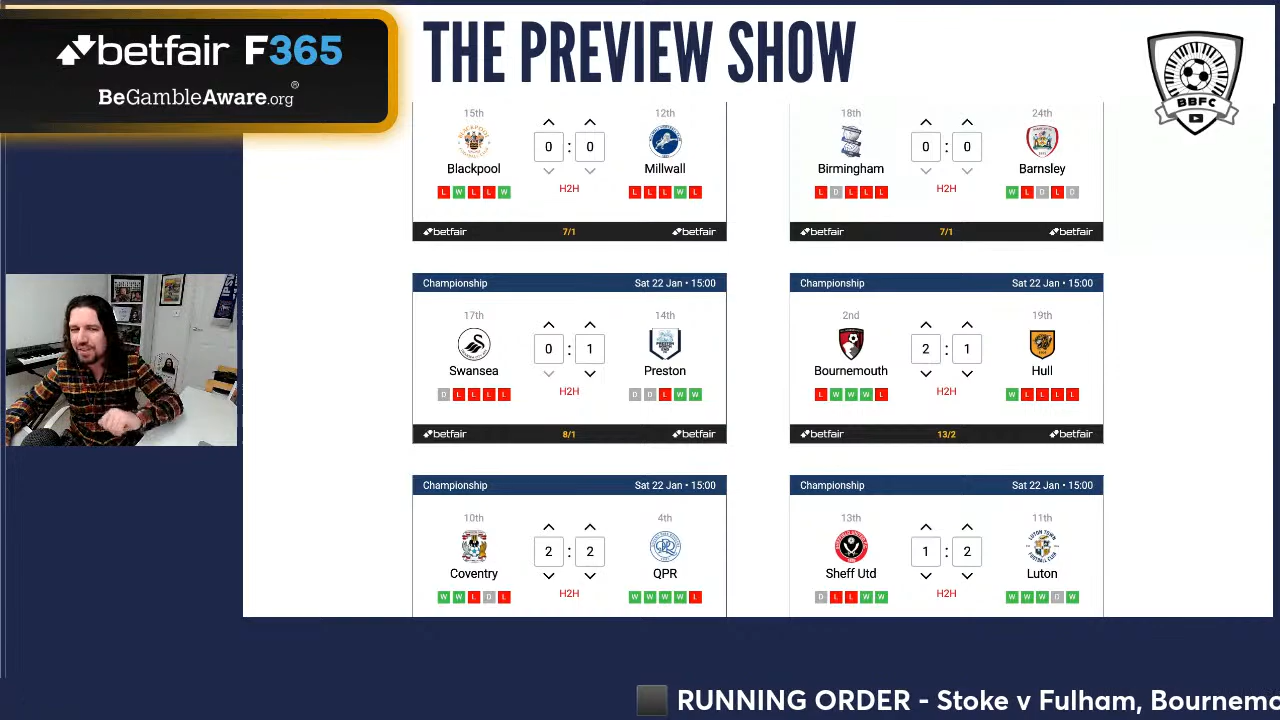 betfair F365
BeGambleAware.org®
THE PREVIEW SHOW
BBFC
15th 12th
0 : 0
Blackpool Millwall
L W L L W H2H L L L W L
betfair 7/1 betfair
18th 24th
0 : 0
Birmingham Barnsley
L D L L L H2H W L D L D
betfair 7/1 betfair
Championship Sat 22 Jan • 15:00
17th 14th
0 : 1
Swansea Preston
D L L L L H2H D D L W W
betfair 8/1 betfair
Championship Sat 22 Jan • 15:00
2nd 19th
2 : 1
Bournemouth Hull
L W W W L H2H W L L L L
betfair 13/2 betfair
Championship Sat 22 Jan • 15:00
10th 4th
2 : 2
Coventry QPR
W W L D L H2H W W W W L
Championship Sat 22 Jan • 15:00
13th 11th
1 : 2
Sheff Utd Luton
D L L W W H2H W W W D W
RUNNING ORDER - Stoke v Fulham, Bournemo